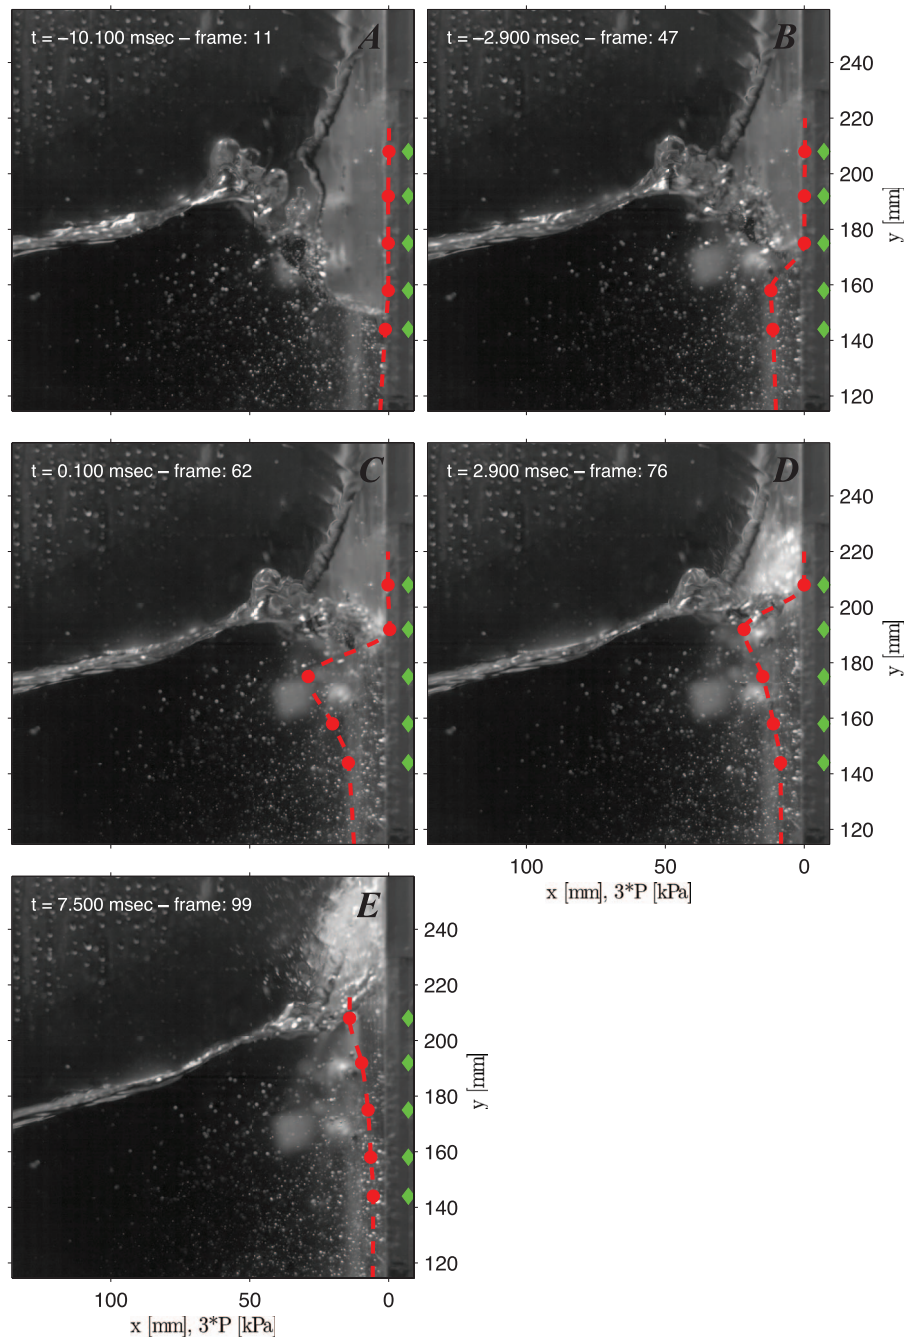 t = −10.100 msec – frame: 11
A
t = −2.900 msec – frame: 47
B
240
220
200
180
160
140
120
y [mm]
t = 0.100 msec – frame: 62
C
t = 2.900 msec – frame: 76
D
240
220
200
180
160
140
120
y [mm]
100
50
0
x [mm], 3*P [kPa]
t = 7.500 msec – frame: 99
E
240
220
200
180
160
140
120
y [mm]
100
50
0
x [mm], 3*P [kPa]